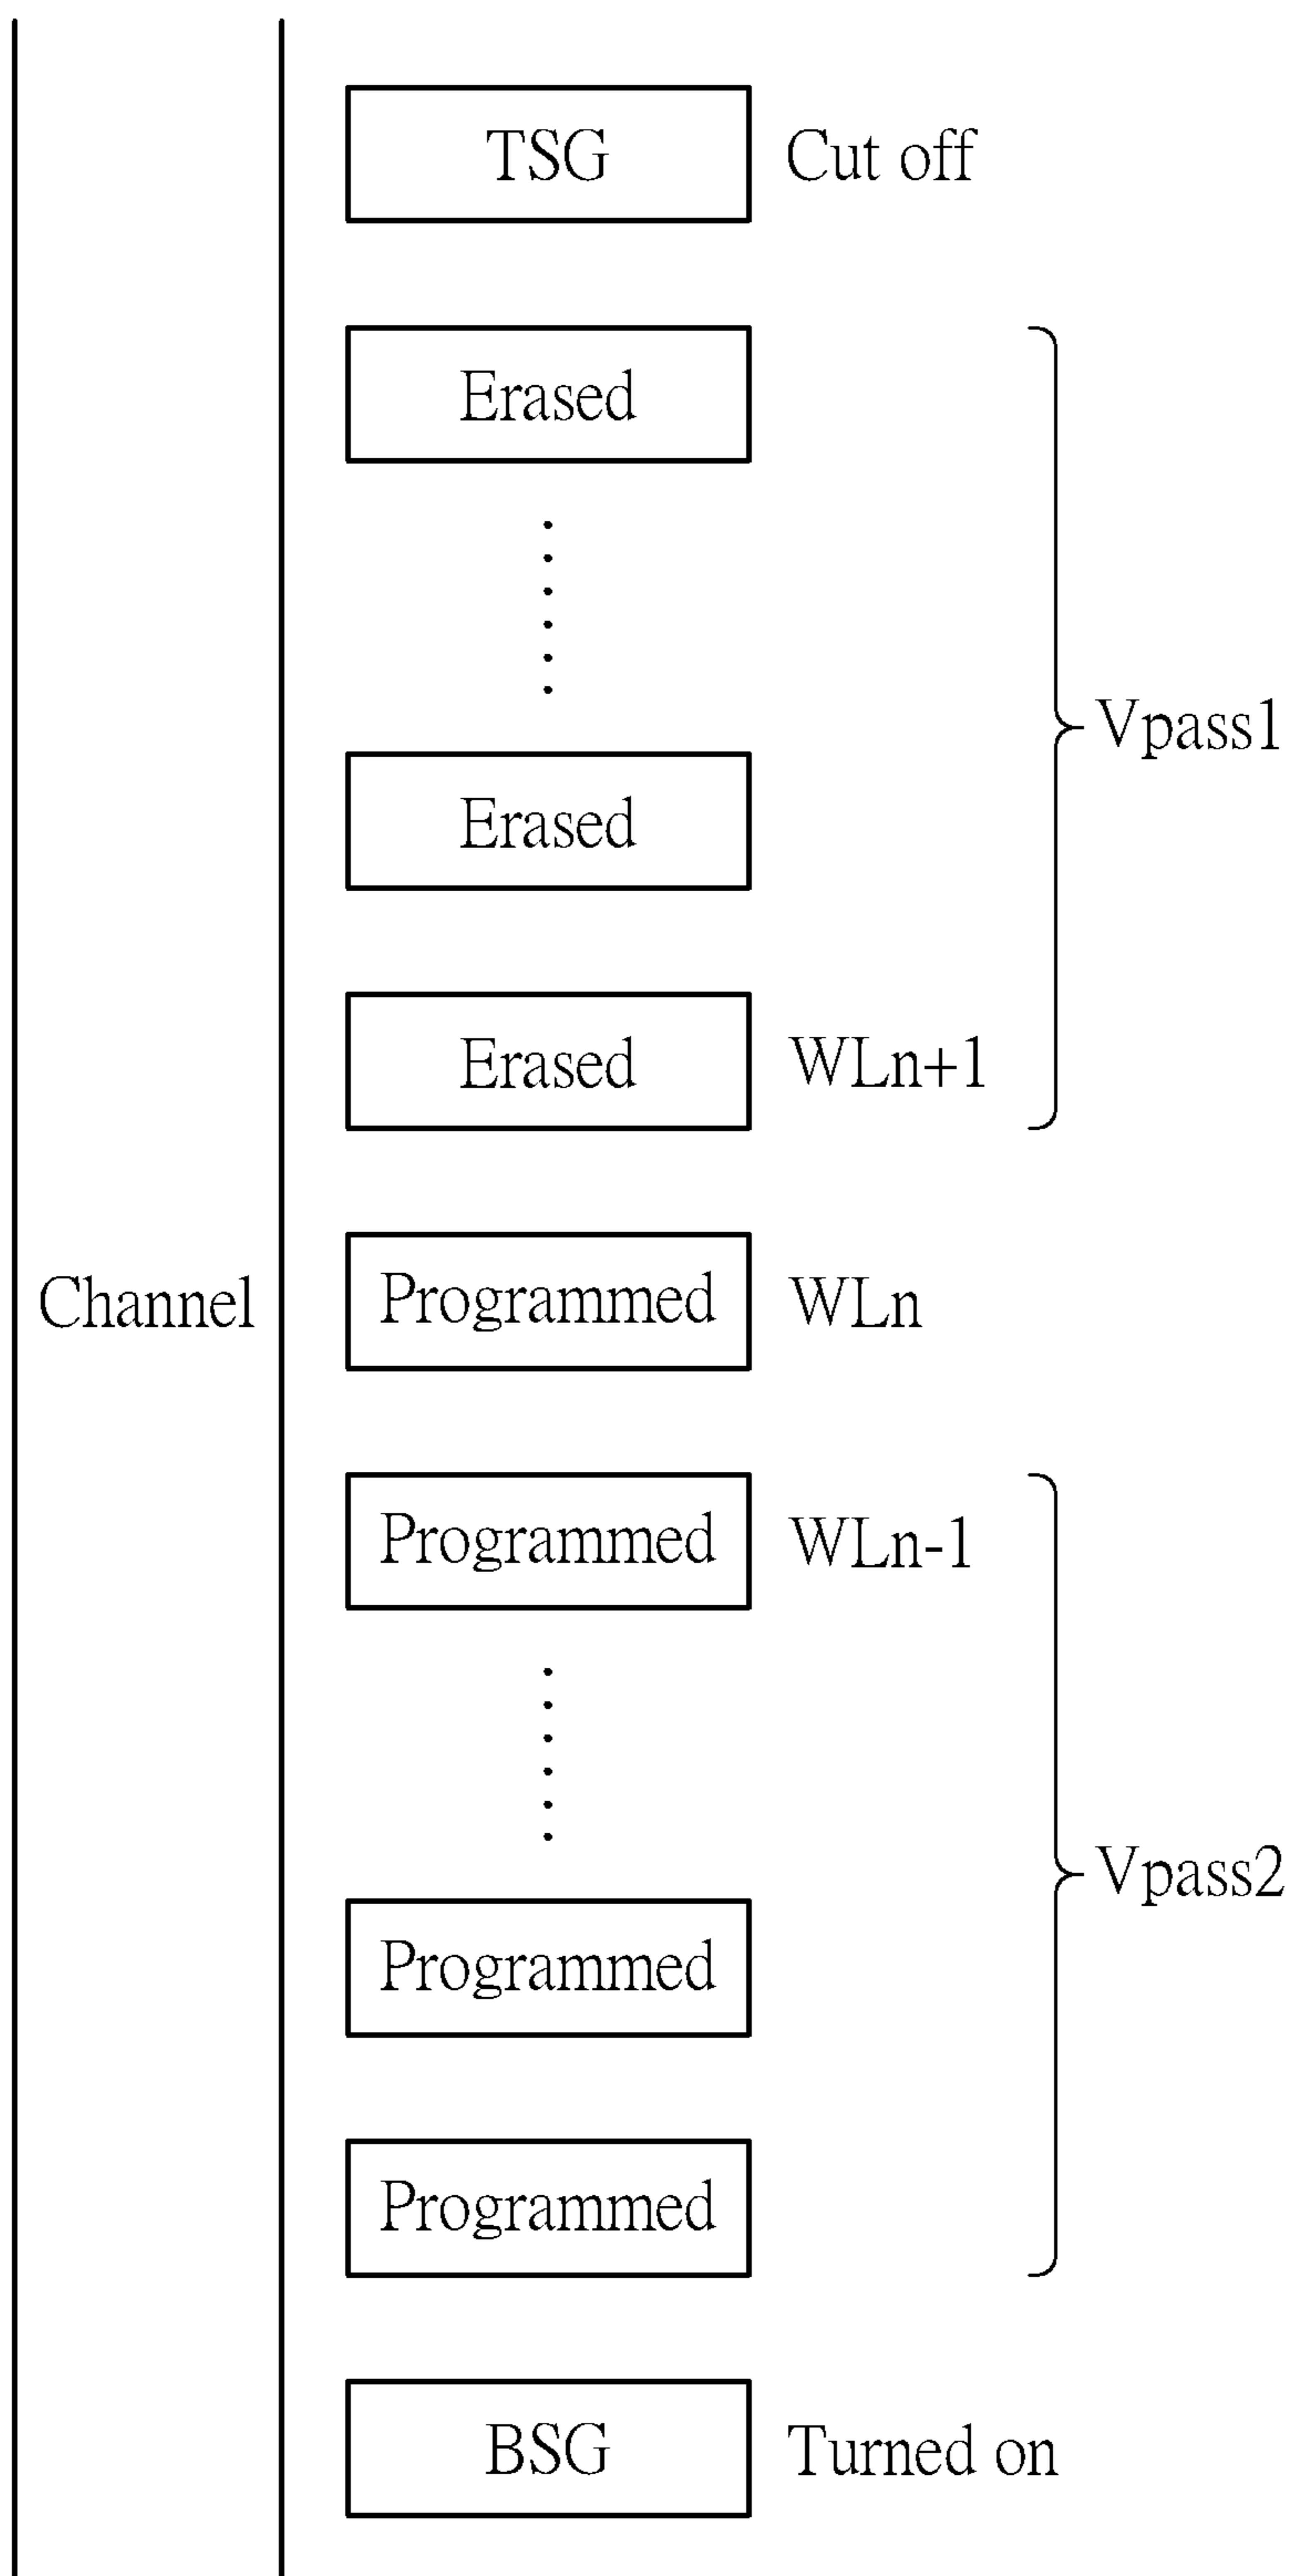 TSG Cut off
Erased
Erased
Vpass1
Erased WLn+1
Channel Programmed WLn
Programmed WLn-1
Programmed
Vpass2
Programmed
BSG Turned on